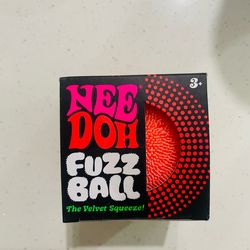 NEE
DOH
FUZZ
BALL
The Velvet Squeeze!
3+